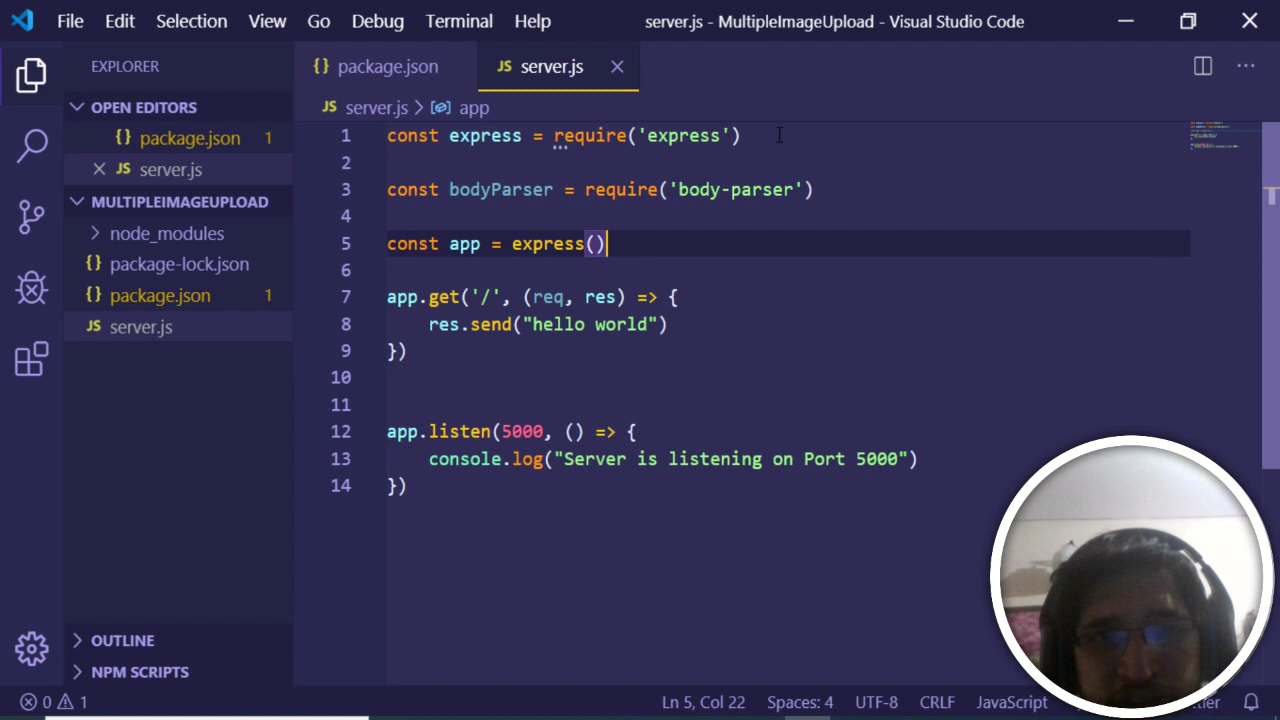 File Edit Selection View Go Debug Terminal Help server.js - MultipleImageUpload - Visual Studio Code
EXPLORER
OPEN EDITORS
{} package.json 1
JS server.js
MULTIPLEIMAGEUPLOAD
node_modules
{} package-lock.json
{} package.json 1
JS server.js
OUTLINE
NPM SCRIPTS
{} package.json JS server.js
JS server.js > app
1 const express = require('express')
2
3 const bodyParser = require('body-parser')
4
5 const app = express()
6
7 app.get('/', (req, res) => {
8 res.send("hello world")
9 })
10
11
12 app.listen(5000, () => {
13 console.log("Server is listening on Port 5000")
14 })
0 1 Ln 5, Col 22 Spaces: 4 UTF-8 CRLF JavaScript